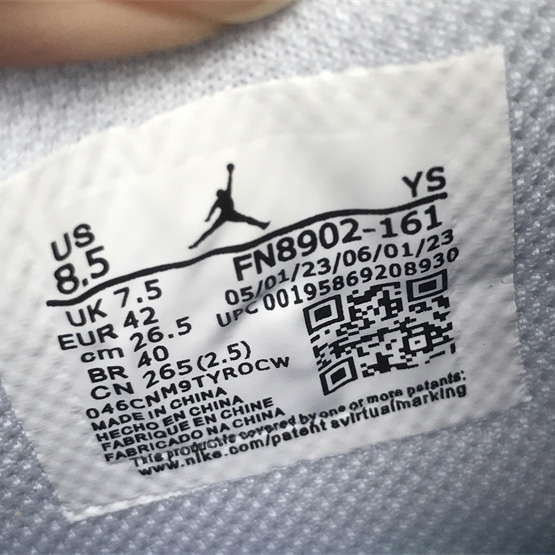 US
8.5
YS
FN8902-161
05/01/23/06/01/23
UPC 00195869208930
UK 7.5
EUR 42
cm 26.5
BR 40
CN 265(2.5)
046CNM9TYROCW
MADE IN CHINA
HECHO EN CHINA
FABRIQUE EN CHINE
FABRICADO NA CHINA
This product is covered by one or more patents:
www.nike.com/patent svirtualmarking